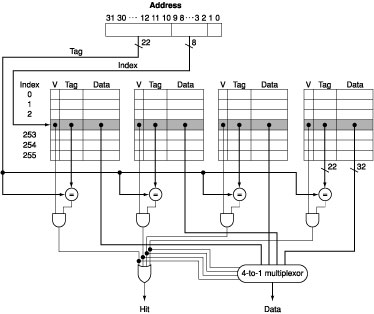 Address
31 30 ··· 12 11 10 9 8 ··· 3 2 1 0
22 8
Tag
Index
Index V Tag Data V Tag Data V Tag Data V Tag Data
0
1
2
253
254
255
22 32
= = = =
4-to-1 multiplexor
Hit Data